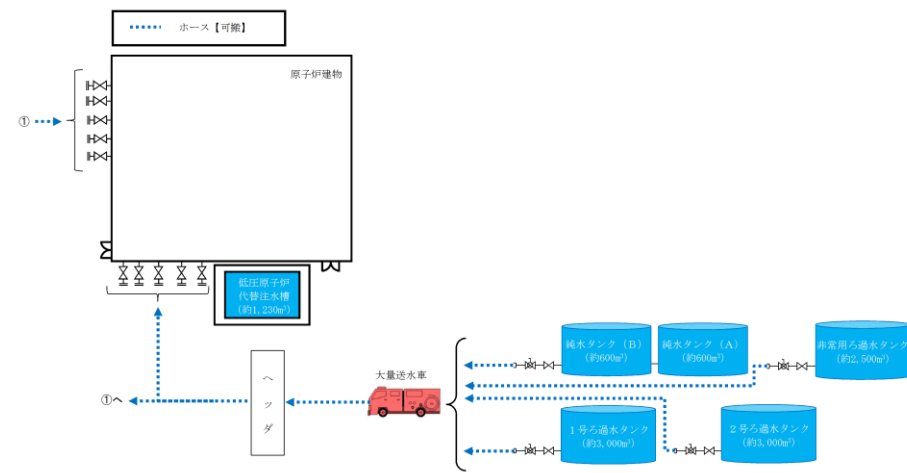 ホース【可搬】
原子炉建物
①
低圧原子炉
代替注水槽
(約1,230m³)
純水タンク(B)
(約600m³)
純水タンク(A)
(約600m³)
非常用ろ過水タンク
(約2,500m³)
大量送水車
①へ
ヘッダ
1号ろ過水タンク
(約3,000m³)
2号ろ過水タンク
(約3,000m³)